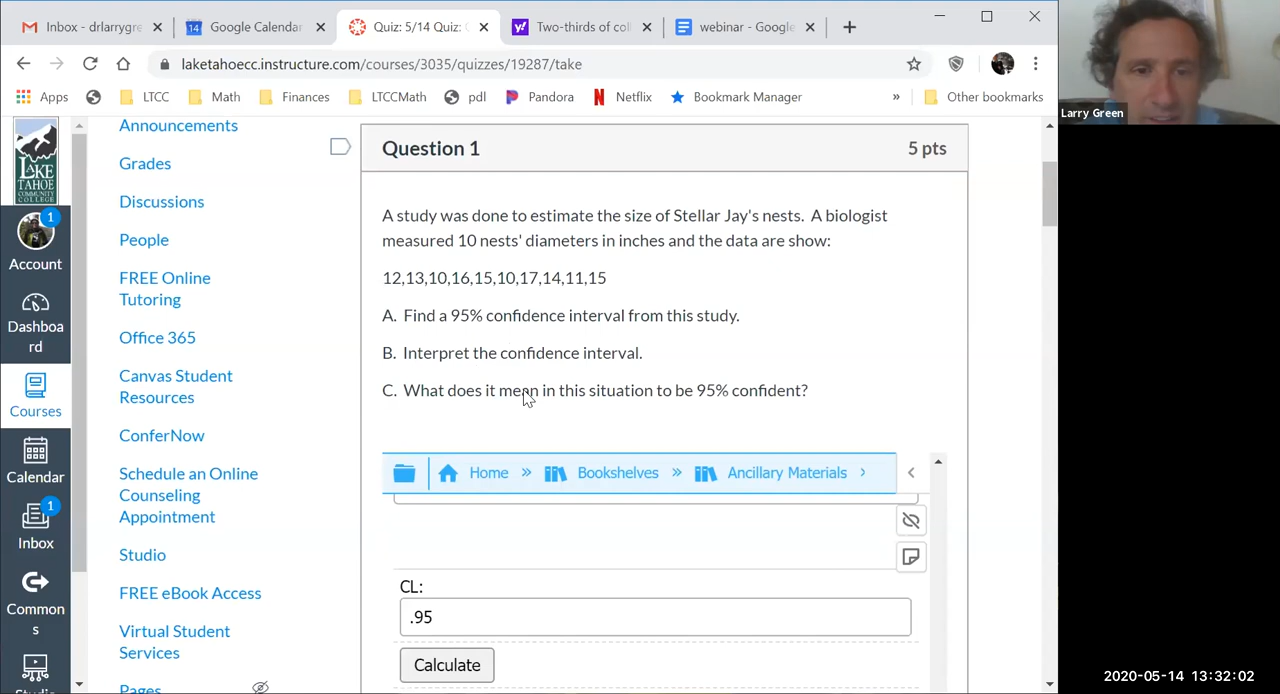 Inbox - drlarrygre
Google Calendar
Quiz: 5/14 Quiz:
Two-thirds of col
webinar - Google
laketahoecc.instructure.com/courses/3035/quizzes/19287/take
Apps
LTCC
Math
Finances
LTCCMath
pdl
Pandora
Netflix
Bookmark Manager
»
Other bookmarks
Larry Green
LAKE
TAHOE
COMMUNITY
COLLEGE
1
Account
Dashboa
rd
Courses
Calendar
1
Inbox
Common
s
Announcements
Grades
Discussions
People
FREE Online
Tutoring
Office 365
Canvas Student
Resources
ConferNow
Schedule an Online
Counseling
Appointment
Studio
FREE eBook Access
Virtual Student
Services
Pages
Question 1
5 pts
A study was done to estimate the size of Stellar Jay's nests. A biologist
measured 10 nests' diameters in inches and the data are show:
12,13,10,16,15,10,17,14,11,15
A. Find a 95% confidence interval from this study.
B. Interpret the confidence interval.
C. What does it mean in this situation to be 95% confident?
Home » Bookshelves » Ancillary Materials
CL:
.95
Calculate
2020-05-14 13:32:02